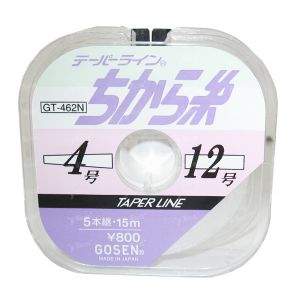 テーパーライン®
ちから糸
GT-462N
4号 12号
TAPER LINE
5本継・15m
¥800
GOSEN®
MADE IN JAPAN